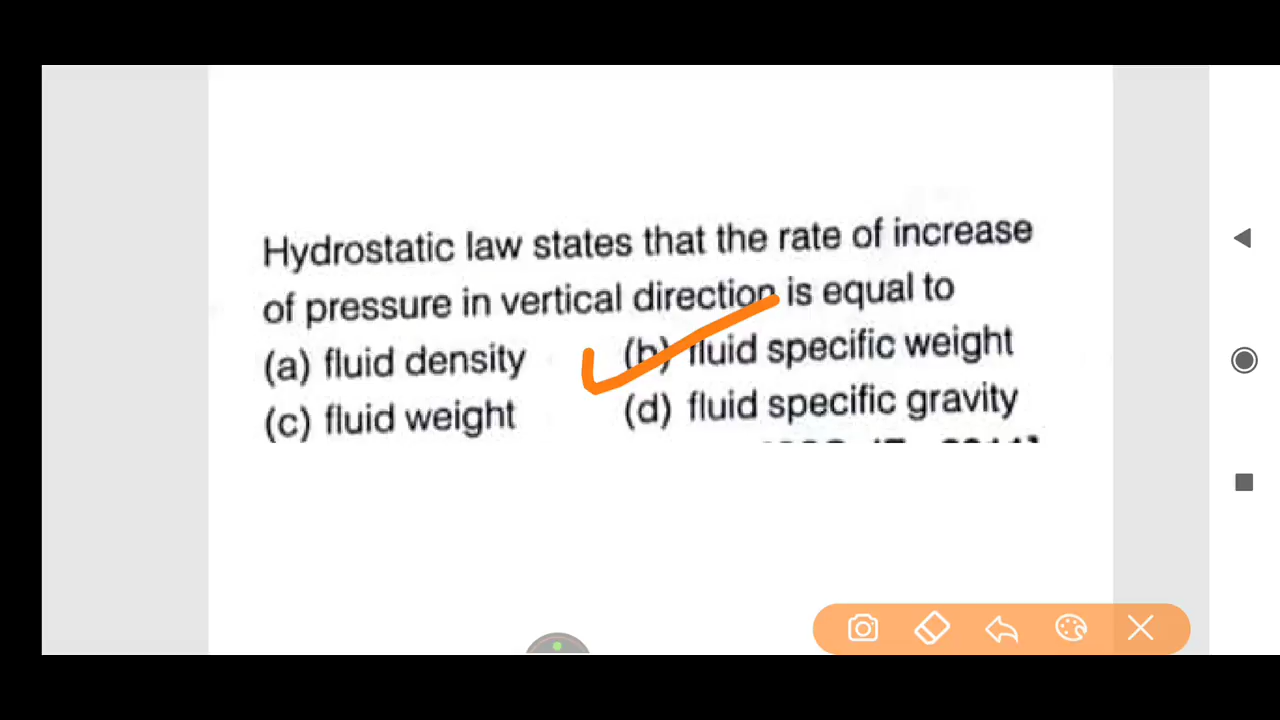 Hydrostatic law states that the rate of increase
of pressure in vertical direction is equal to
(a) fluid density (b) fluid specific weight
(c) fluid weight (d) fluid specific gravity